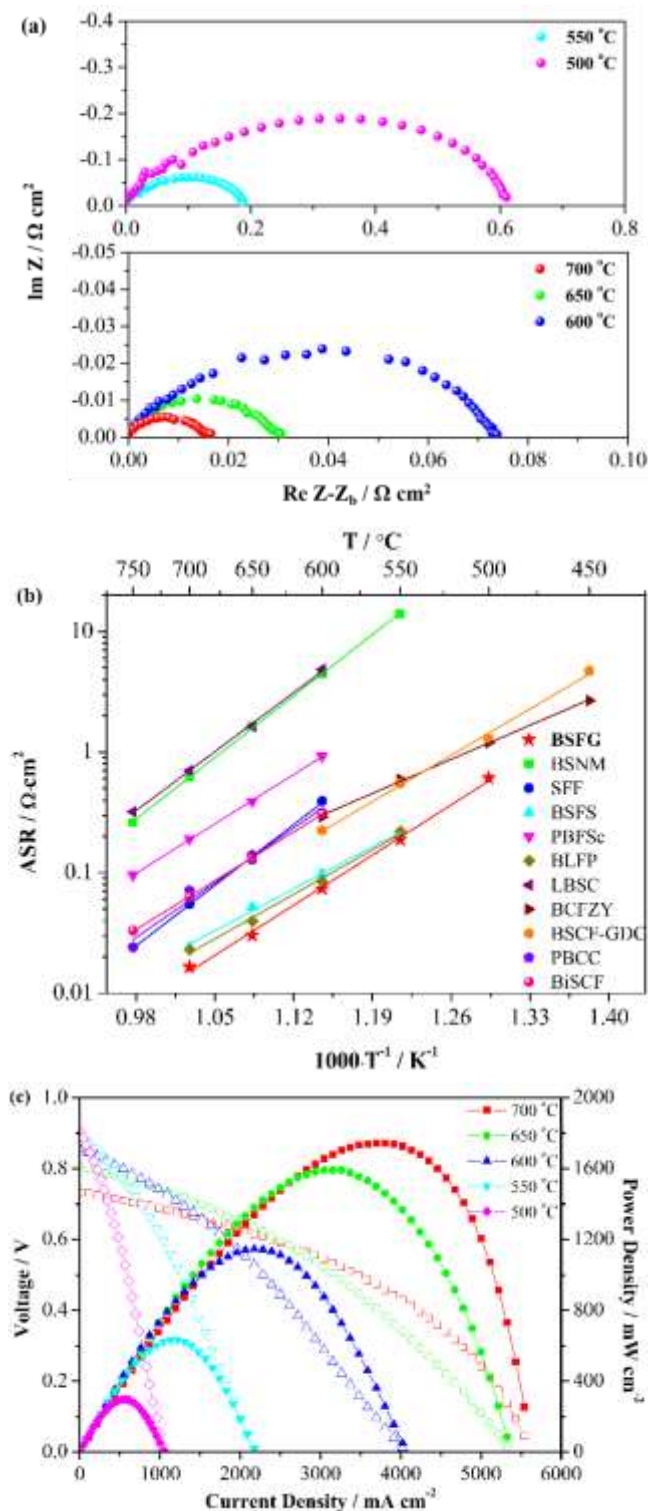 (a)
-0.4
-0.3
-0.2
-0.1
0.0
0.0 0.2 0.4 0.6 0.8
550 °C
500 °C
Im Z / Ω cm²
-0.05
-0.04
-0.03
-0.02
-0.01
0.00
0.00 0.02 0.04 0.06 0.08 0.10
700 °C
650 °C
600 °C
Re Z-Zb / Ω cm²
T / °C
750 700 650 600 550 500 450
(b)
10
1
0.1
0.01
ASR / Ω·cm²
BSFG
BSNM
SFF
BSFS
PBFSc
BLFP
LBSC
BCFZY
BSCF-GDC
PBCC
BiSCF
0.98 1.05 1.12 1.19 1.26 1.33 1.40
1000·T⁻¹ / K⁻¹
(c)
1.0
0.8
0.6
0.4
0.2
0.0
Voltage / V
700 °C
650 °C
600 °C
550 °C
500 °C
2000
1600
1200
800
400
0
Power Density / mW cm⁻²
0 1000 2000 3000 4000 5000 6000
Current Density / mA cm⁻²